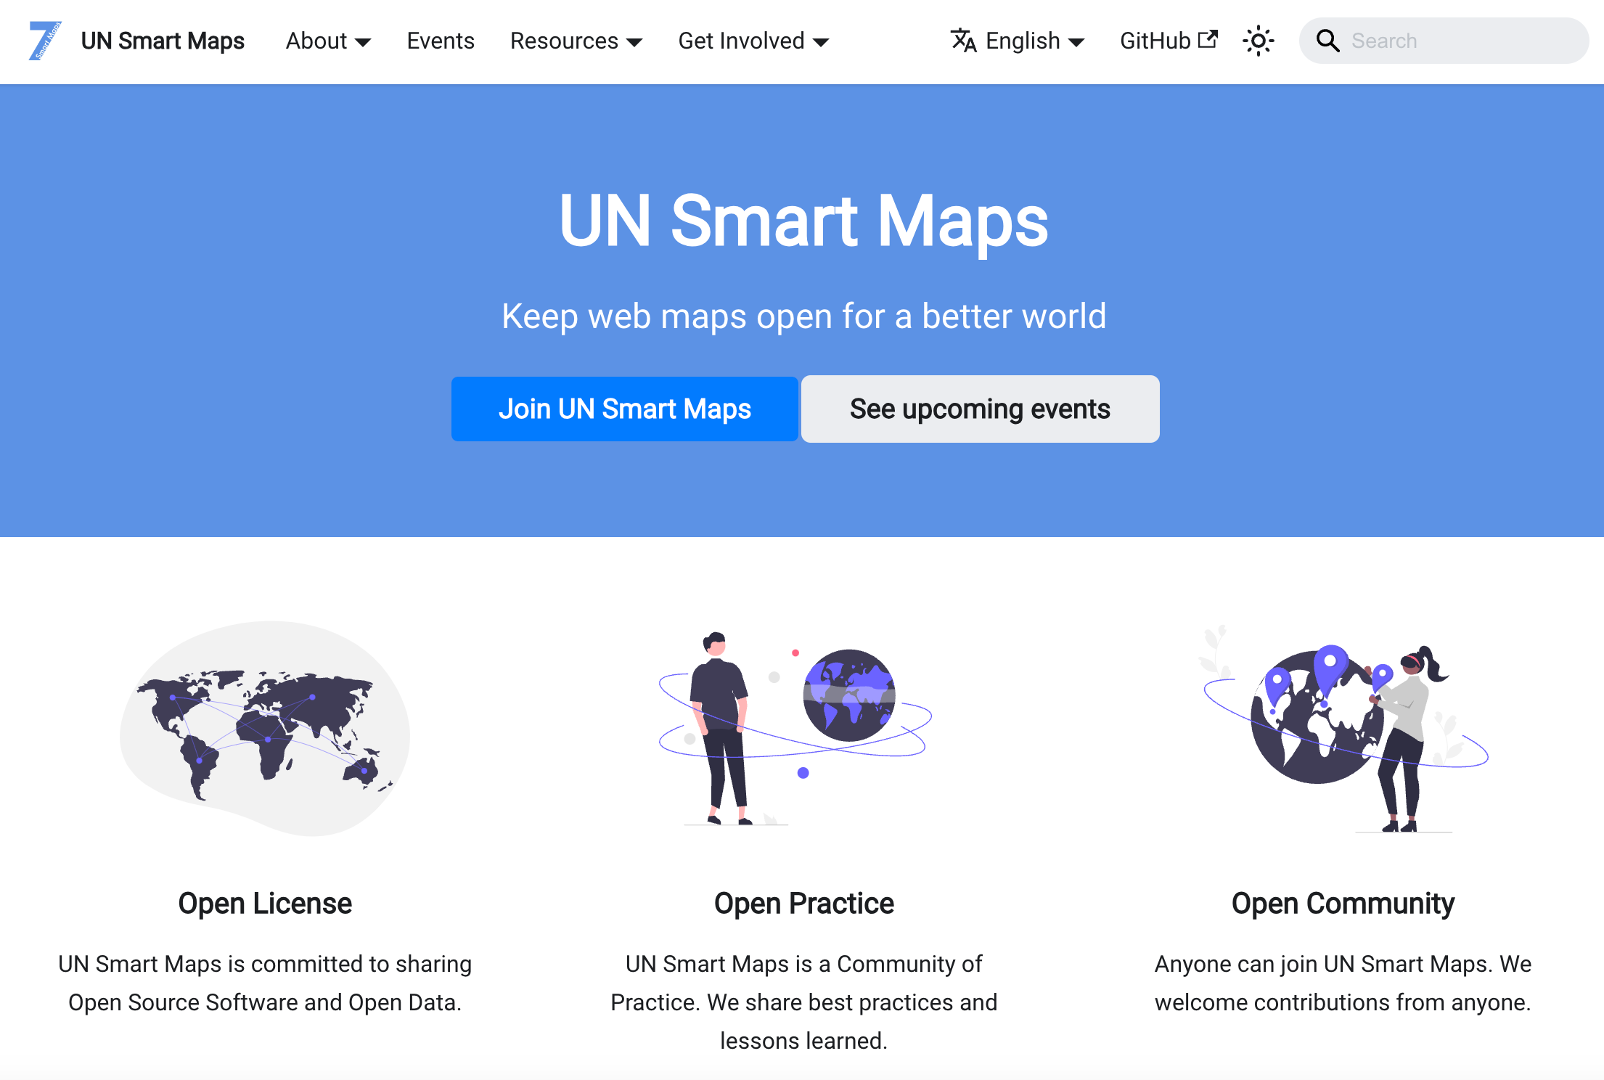 7 Smart Maps
UN Smart Maps
About
Events
Resources
Get Involved
English
GitHub
Search
UN Smart Maps
Keep web maps open for a better world
Join UN Smart Maps
See upcoming events
Open License
UN Smart Maps is committed to sharing
Open Source Software and Open Data.
Open Practice
UN Smart Maps is a Community of
Practice. We share best practices and
lessons learned.
Open Community
Anyone can join UN Smart Maps. We
welcome contributions from anyone.